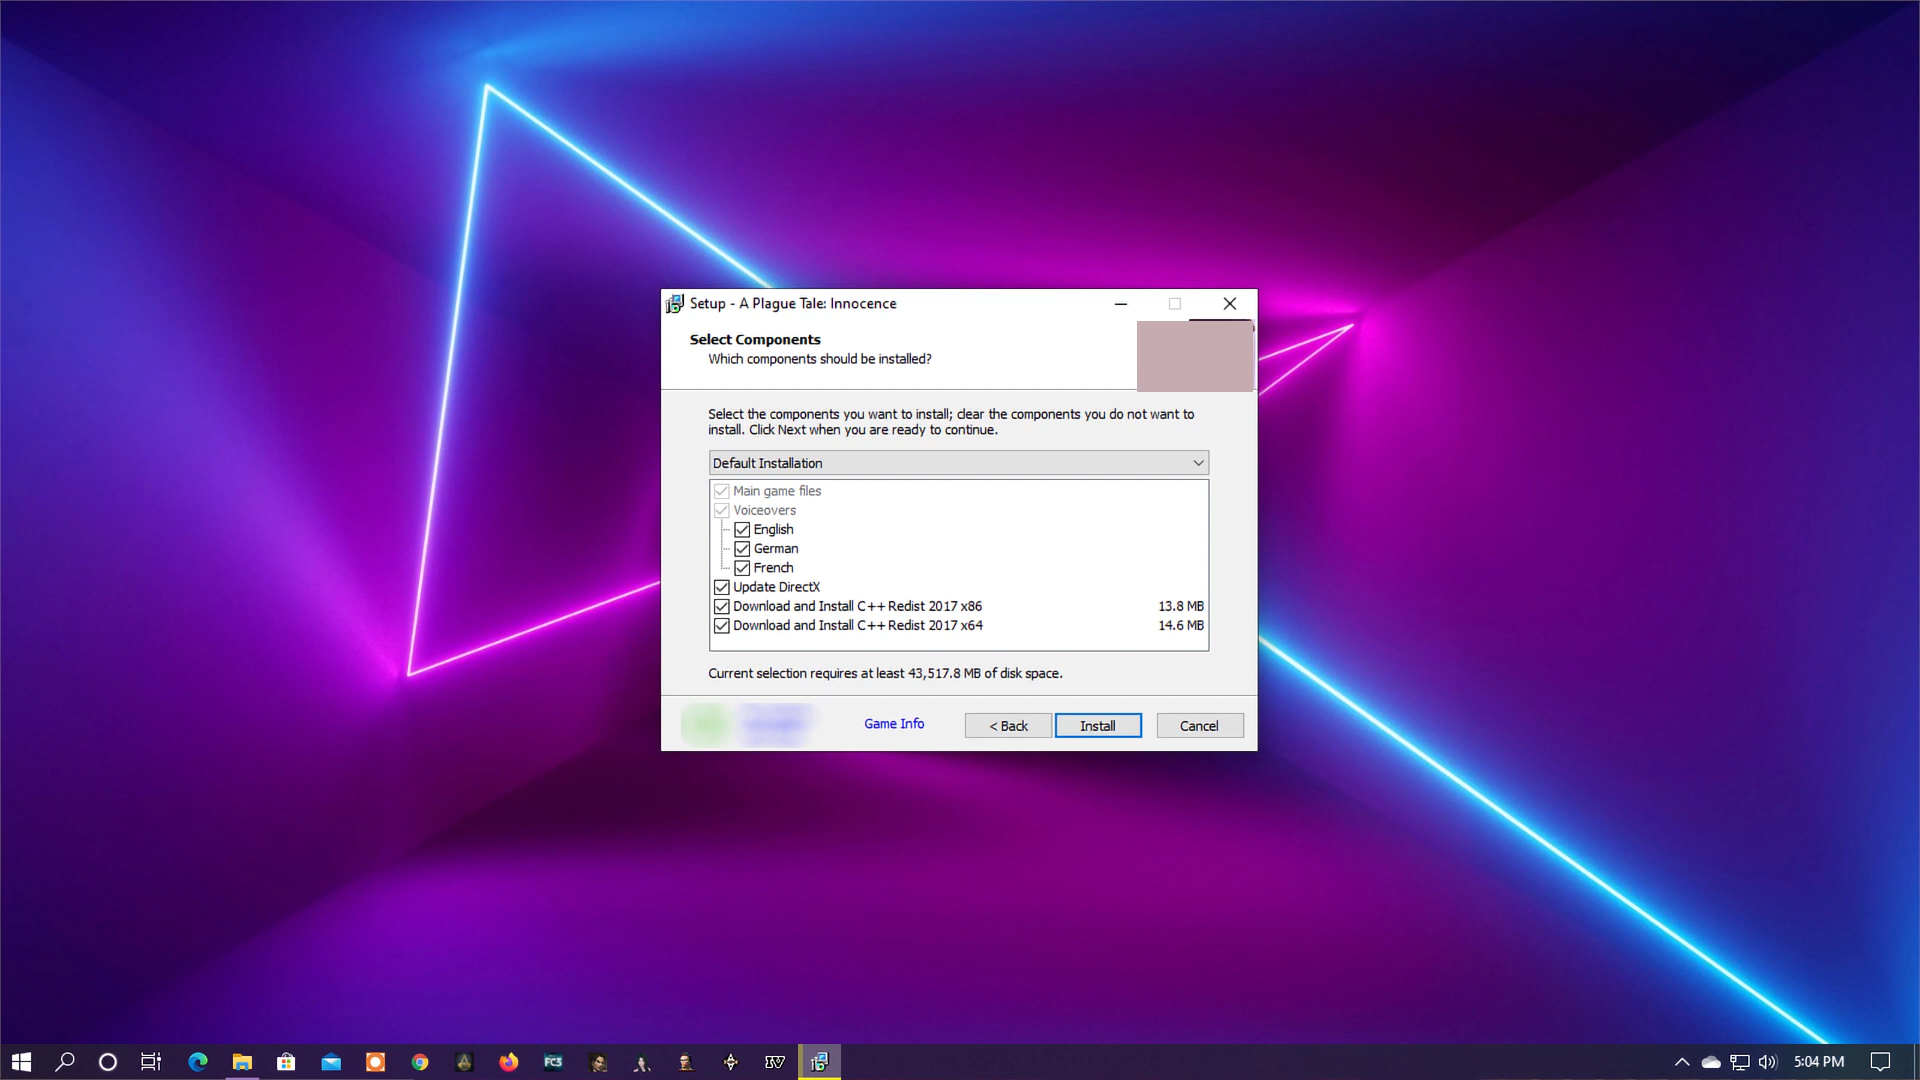 Setup - A Plague Tale: Innocence
Select Components
Which components should be installed?
Select the components you want to install; clear the components you do not want to
install. Click Next when you are ready to continue.
Default Installation
Main game files
Voiceovers
English
German
French
Update DirectX
Download and Install C++ Redist 2017 x86 13.8 MB
Download and Install C++ Redist 2017 x64 14.6 MB
Current selection requires at least 43,517.8 MB of disk space.
Game Info
< Back
Install
Cancel
FC3
IV
5:04 PM